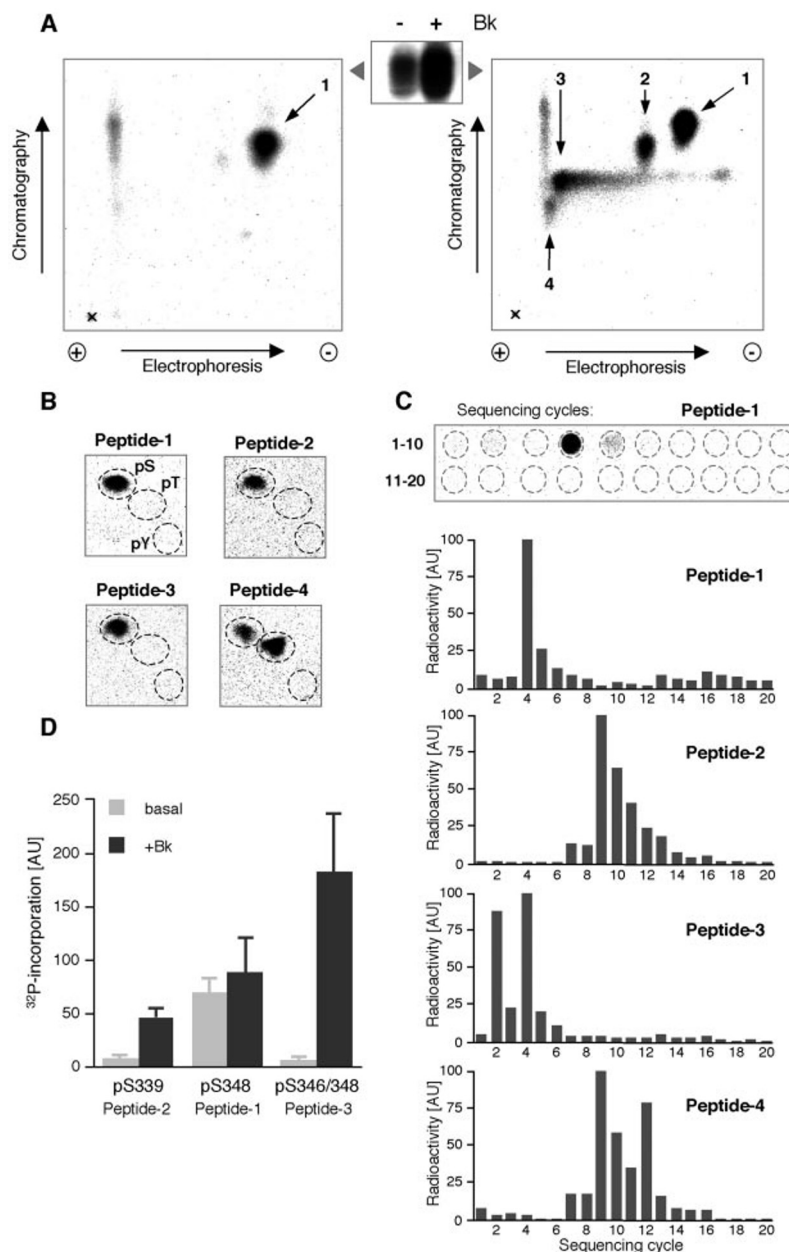 A
- + Bk
1
3 2 1
4
Chromatography
Chromatography
×
×
+ Electrophoresis -
+ Electrophoresis -
B
Peptide-1
pS
pT
pY
Peptide-2
Peptide-3
Peptide-4
C
Sequencing cycles: Peptide-1
1-10
11-20
Radioactivity [AU]
100
75
50
25
0
Peptide-1
2 4 6 8 10 12 14 16 18 20
Radioactivity [AU]
100
75
50
25
0
Peptide-2
2 4 6 8 10 12 14 16 18 20
Radioactivity [AU]
100
75
50
25
0
Peptide-3
2 4 6 8 10 12 14 16 18 20
Radioactivity [AU]
100
75
50
25
0
Peptide-4
2 4 6 8 10 12 14 16 18 20
Sequencing cycle
D
32P-incorporation [AU]
250
200
150
100
50
0
basal
+Bk
pS339 pS348 pS346/348
Peptide-2 Peptide-1 Peptide-3